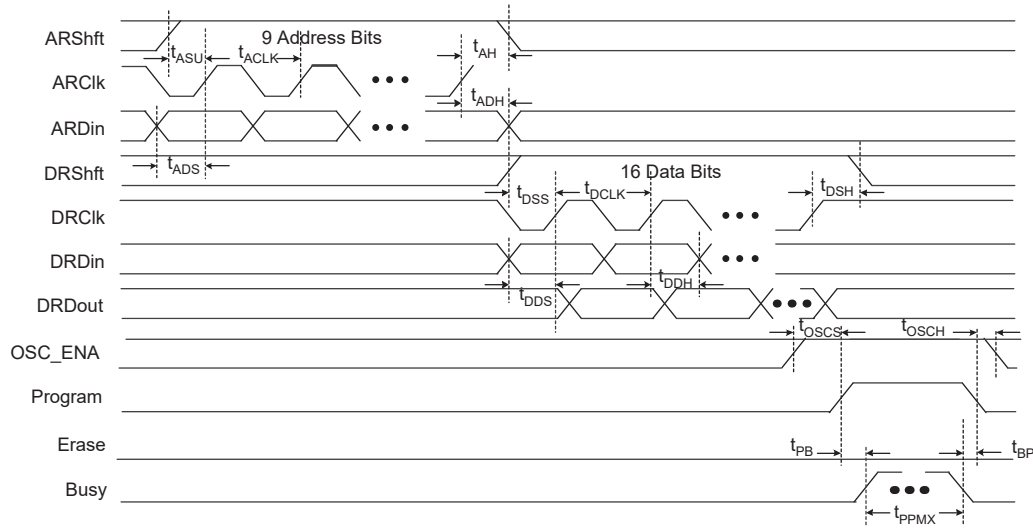 ARShft
9 Address Bits
tASU
tACLK
tAH
ARClk
tADH
ARDin
tADS
DRShft
16 Data Bits
tDSS
tDCLK
tDSH
DRClk
DRDin
tDDS
tDDH
DRDout
tOSCS
tOSCH
OSC_ENA
Program
Erase
tPB
tBP
Busy
tPPMX